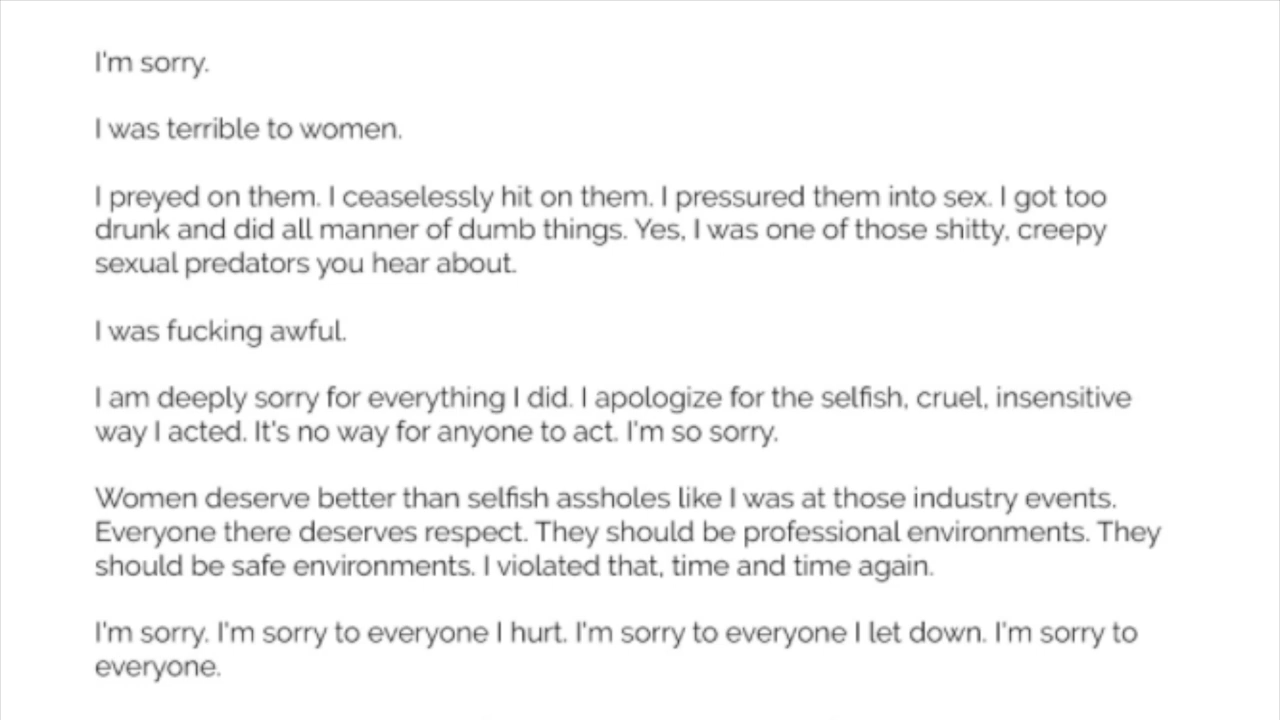 I'm sorry.
I was terrible to women.
I preyed on them. I ceaselessly hit on them. I pressured them into sex. I got too
drunk and did all manner of dumb things. Yes, I was one of those shitty, creepy
sexual predators you hear about.
I was fucking awful.
I am deeply sorry for everything I did. I apologize for the selfish, cruel, insensitive
way I acted. It's no way for anyone to act. I'm so sorry.
Women deserve better than selfish assholes like I was at those industry events.
Everyone there deserves respect. They should be professional environments. They
should be safe environments. I violated that, time and time again.
I'm sorry. I'm sorry to everyone I hurt. I'm sorry to everyone I let down. I'm sorry to
everyone.